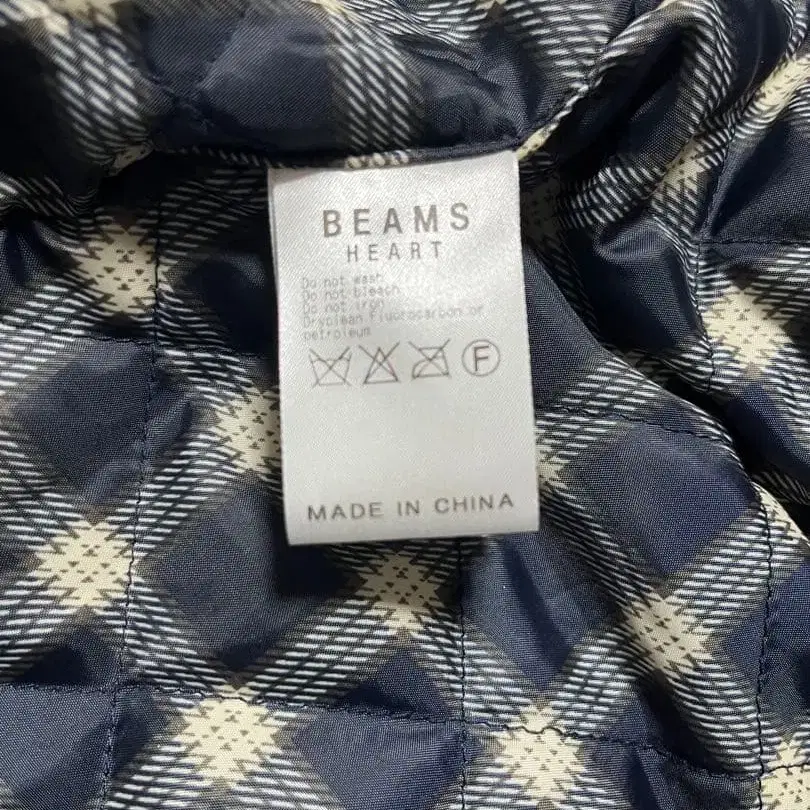 BEAMS
HEART
Do not wash
Do not bleach
Do not iron
Dryclean fluorocarbon or
petroleum
F
MADE IN CHINA